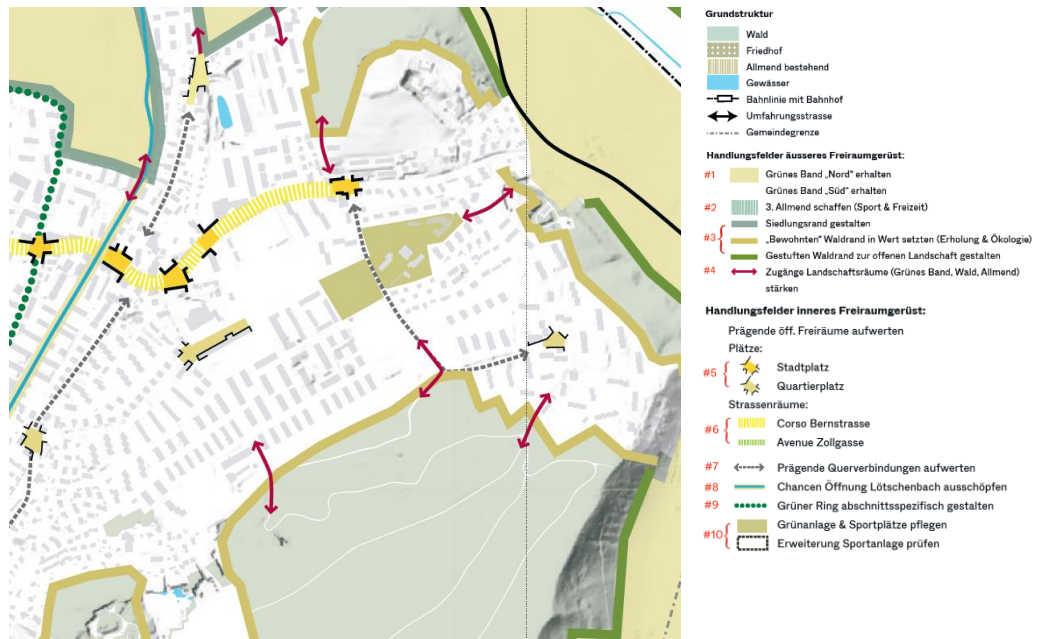 Grundstruktur
Wald
Friedhof
Allmend bestehend
Gewässer
Bahnlinie mit Bahnhof
Umfahrungsstrasse
Gemeindegrenze
Handlungsfelder äusseres Freiraumgerüst:
#1 Grünes Band „Nord“ erhalten
Grünes Band „Süd“ erhalten
#2 3. Allmend schaffen (Sport & Freizeit)
Siedlungsrand gestalten
#3 „Bewohnten“ Waldrand in Wert setzten (Erholung & Ökologie)
Gestuften Waldrand zur offenen Landschaft gestalten
#4 Zugänge Landschaftsräume (Grünes Band, Wald, Allmend)
stärken
Handlungsfelder inneres Freiraumgerüst:
Prägende öff. Freiräume aufwerten
Plätze:
#5 Stadtplatz
Quartierplatz
Strassenräume:
#6 Corso Bernstrasse
Avenue Zollgasse
#7 Prägende Querverbindungen aufwerten
#8 Chancen Öffnung Lötschenbach ausschöpfen
#9 Grüner Ring abschnittsspezifisch gestalten
#10 Grünanlage & Sportplätze pflegen
Erweiterung Sportanlage prüfen